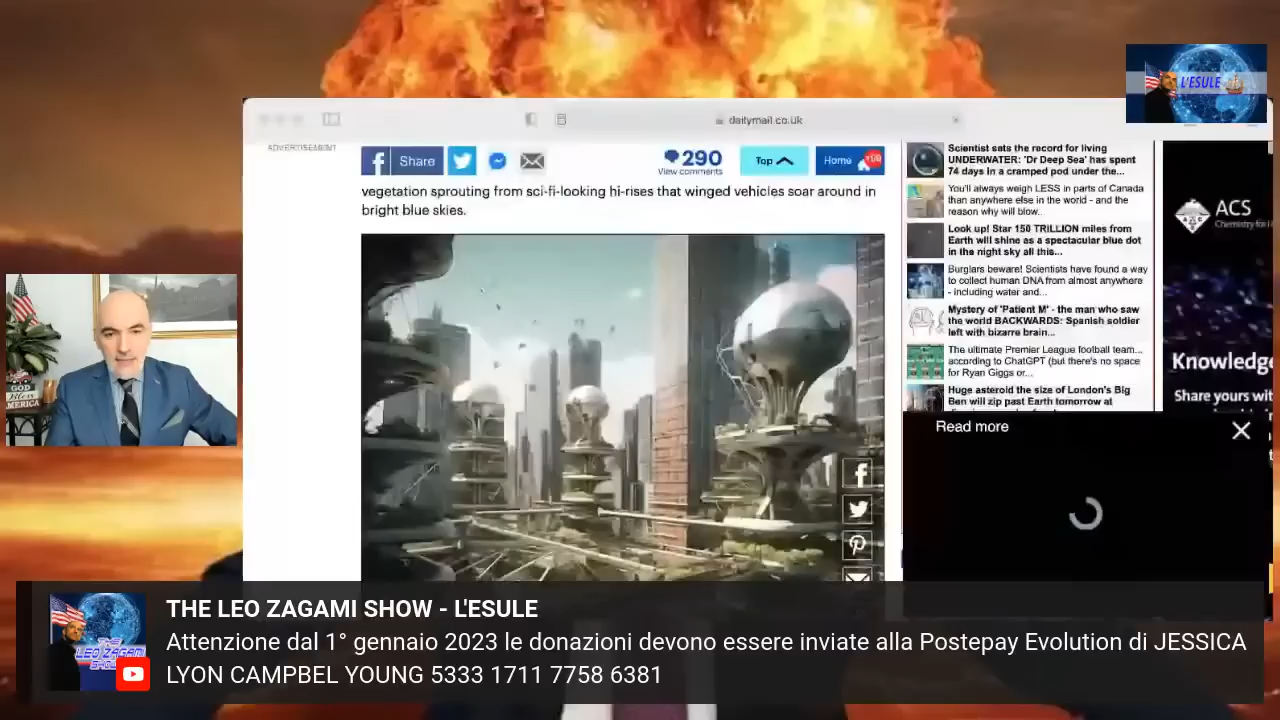 dailymail.co.uk
L'ESULE
ADVERTISEMENT
Share
290
View comments
Top
Home
vegetation sprouting from sci-fi-looking hi-rises that winged vehicles soar around in
bright blue skies.
Scientist sets the record for living
UNDERWATER: 'Dr Deep Sea' has spent
74 days in a cramped pod under the...
You'll always weigh LESS in parts of Canada
than anywhere else in the world - and the
reason why will blow..
Look up! Star 150 TRILLION miles from
Earth will shine as a spectacular blue dot
in the night sky all this...
Burglars beware! Scientists have found a way
to collect human DNA from almost anywhere
- including water and...
Mystery of 'Patient M' - the man who saw
the world BACKWARDS: Spanish soldier
left with bizarre brain...
The ultimate Premier League football team...
according to ChatGPT (but there's no space
for Ryan Giggs or...
Huge asteroid the size of London's Big
Ben will zip past Earth tomorrow at
ACS
Chemistry for
Knowledge
Share yours wit
Read more
GOD
Bless
AMERICA
THE LEO ZAGAMI SHOW - L'ESULE
Attenzione dal 1° gennaio 2023 le donazioni devono essere inviate alla Postepay Evolution di JESSICA
LYON CAMPBEL YOUNG 5333 1711 7758 6381
THE
LEO ZAGAMI
SHOW